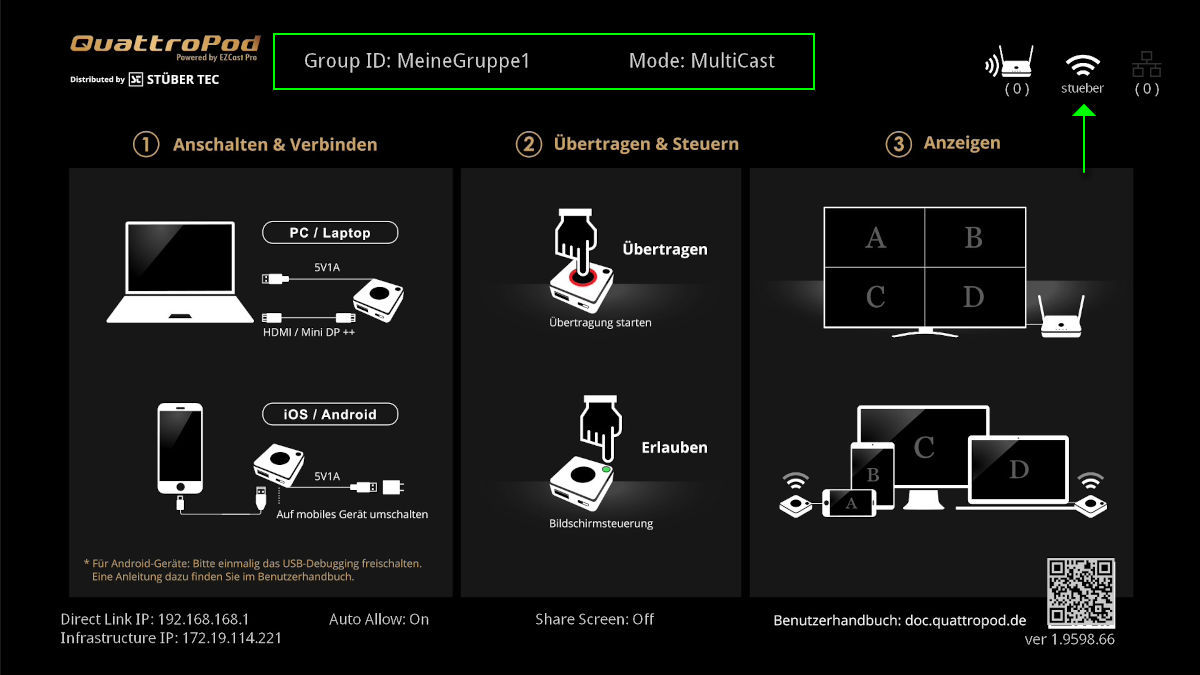 QuattroPod
Powered by EZCast Pro
Distributed by STÜBER TEC
Group ID: MeineGruppe1 Mode: MultiCast
( 0 ) stueber ( 0 )
1 Anschalten & Verbinden
PC / Laptop
5V1A
HDMI / Mini DP ++
iOS / Android
5V1A
Auf mobiles Gerät umschalten
* Für Android-Geräte: Bitte einmalig das USB-Debugging freischalten.
Eine Anleitung dazu finden Sie im Benutzerhandbuch.
2 Übertragen & Steuern
Übertragen
Übertragung starten
Erlauben
Bildschirmsteuerung
3 Anzeigen
A B
C D
A B C D
Direct Link IP: 192.168.168.1 Auto Allow: On Share Screen: Off Benutzerhandbuch: doc.quattropod.de
Infrastructure IP: 172.19.114.221 ver 1.9598.66